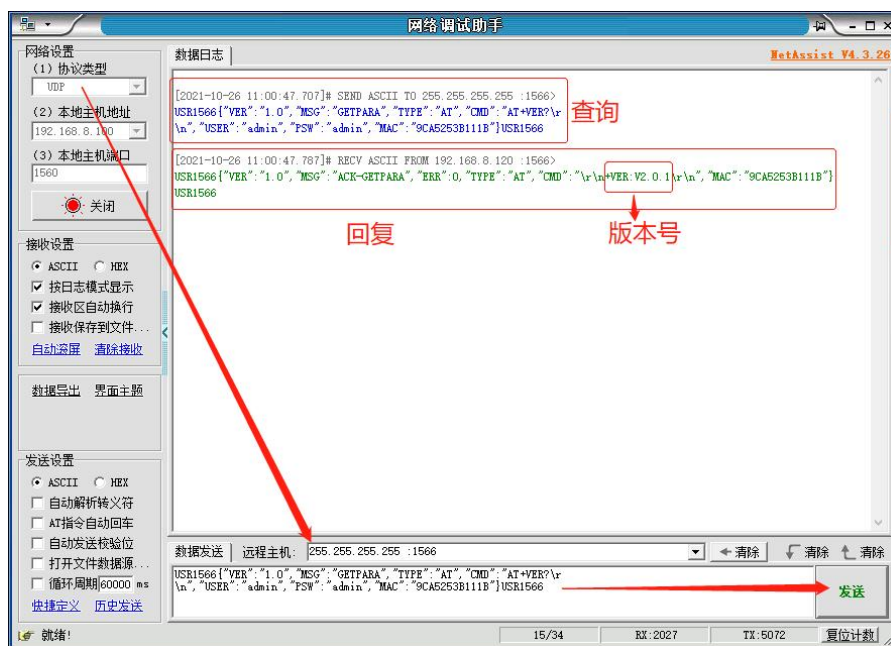 网络调试助手
网络设置
(1) 协议类型
UDP
(2) 本地主机地址
192.168.8.100
(3) 本地主机端口
1560
关闭
接收设置
ASCII HEX
按日志模式显示
接收区自动换行
接收保存到文件...
自动滚屏 清除接收
数据导出 界面主题
发送设置
ASCII HEX
自动解析转义符
AT指令自动回车
自动发送校验位
打开文件数据源...
循环周期 60000 ms
快捷定义 历史发送
数据日志
NetAssist V4.3.26
[2021-10-26 11:00:47.707]# SEND ASCII TO 255.255.255.255 :1566>
USR1566{"VER":"1.0","MSG":"GETPARA","TYPE":"AT","CMD":"AT+VER?\r
\n","USER":"admin","PSW":"admin","MAC":"9CA5253B111B"}USR1566
查询
[2021-10-26 11:00:47.787]# RECV ASCII FROM 192.168.8.120 :1566>
USR1566{"VER":"1.0","MSG":"ACK-GETPARA","ERR":0,"TYPE":"AT","CMD":"\r\n+VER:V2.0.1\r\n","MAC":"9CA5253B111B"}
USR1566
回复
版本号
数据发送 远程主机: 255.255.255.255 :1566 清除 清除 清除
USR1566{"VER":"1.0","MSG":"GETPARA","TYPE":"AT","CMD":"AT+VER?\r
\n","USER":"admin","PSW":"admin","MAC":"9CA5253B111B"}USR1566
发送
就绪! 15/34 RX:2027 TX:5072 复位计数